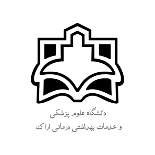 دانشگاه علوم پزشکی
و خدمات بهداشتی درمانی اراک